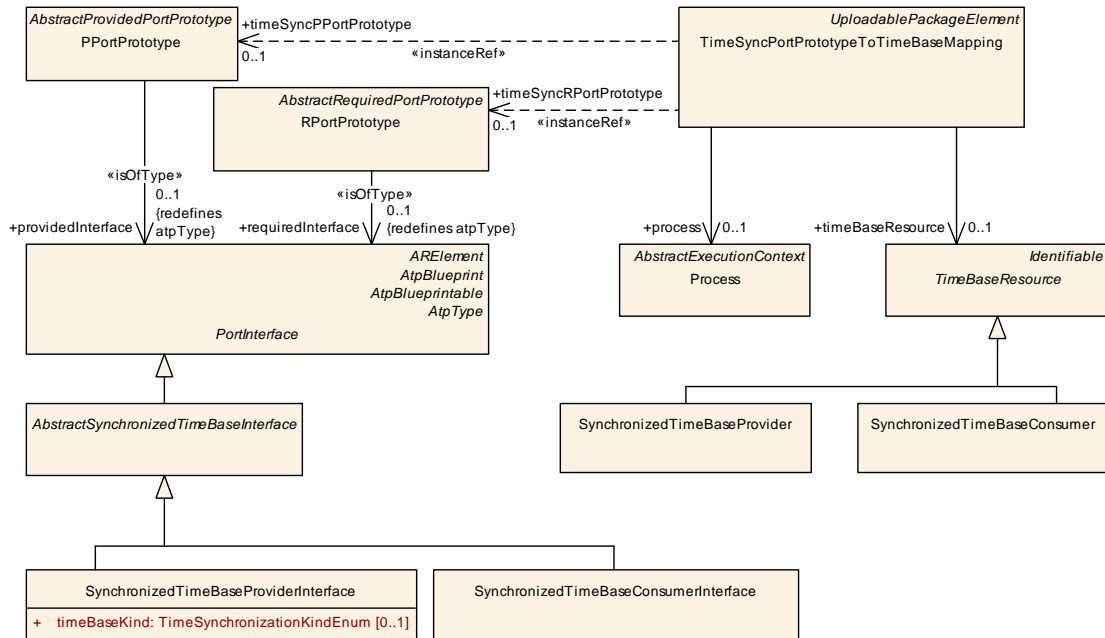 AbstractProvidedPortPrototype
PPortPrototype
+timeSyncPPortPrototype
0..1
«instanceRef»
UploadablePackageElement
TimeSyncPortPrototypeToTimeBaseMapping
AbstractRequiredPortPrototype
RPortPrototype
+timeSyncRPortPrototype
0..1
«instanceRef»
«isOfType»
0..1
{redefines
atpType}
+providedInterface
«isOfType»
0..1
{redefines atpType}
+requiredInterface
+process
0..1
+timeBaseResource
0..1
ARElement
AtpBlueprint
AtpBlueprintable
AtpType
PortInterface
AbstractExecutionContext
Process
Identifiable
TimeBaseResource
AbstractSynchronizedTimeBaseInterface
SynchronizedTimeBaseProvider
SynchronizedTimeBaseConsumer
SynchronizedTimeBaseProviderInterface
+ timeBaseKind: TimeSynchronizationKindEnum [0..1]
SynchronizedTimeBaseConsumerInterface